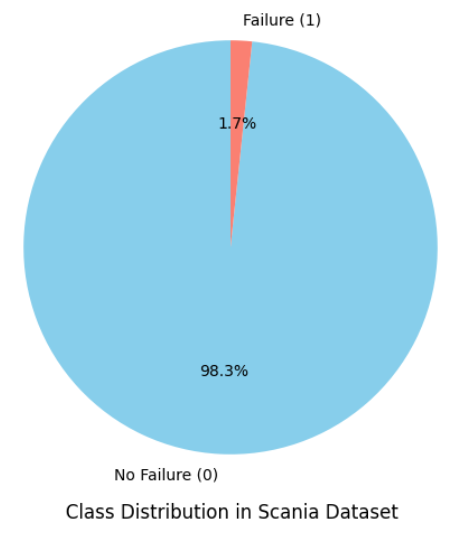 Failure (1)
1.7%
98.3%
No Failure (0)
Class Distribution in Scania Dataset